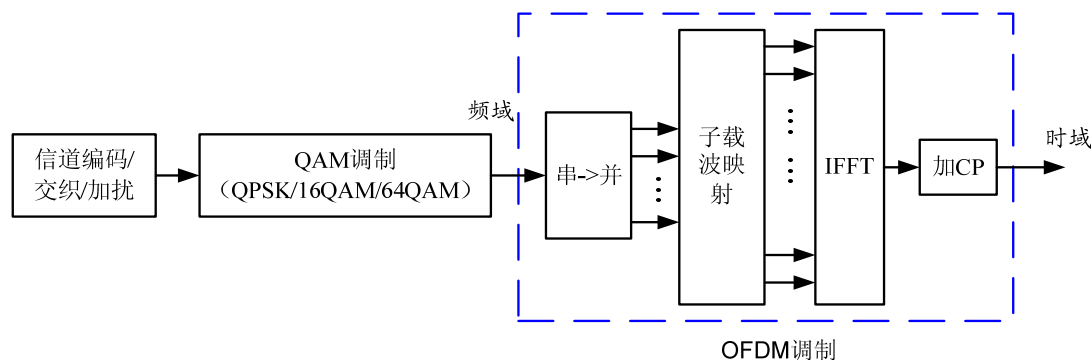 信道编码/
交织/加扰
QAM调制
（QPSK/16QAM/64QAM）
频域
串->并
子载
波映
射
IFFT
加CP
时域
OFDM调制